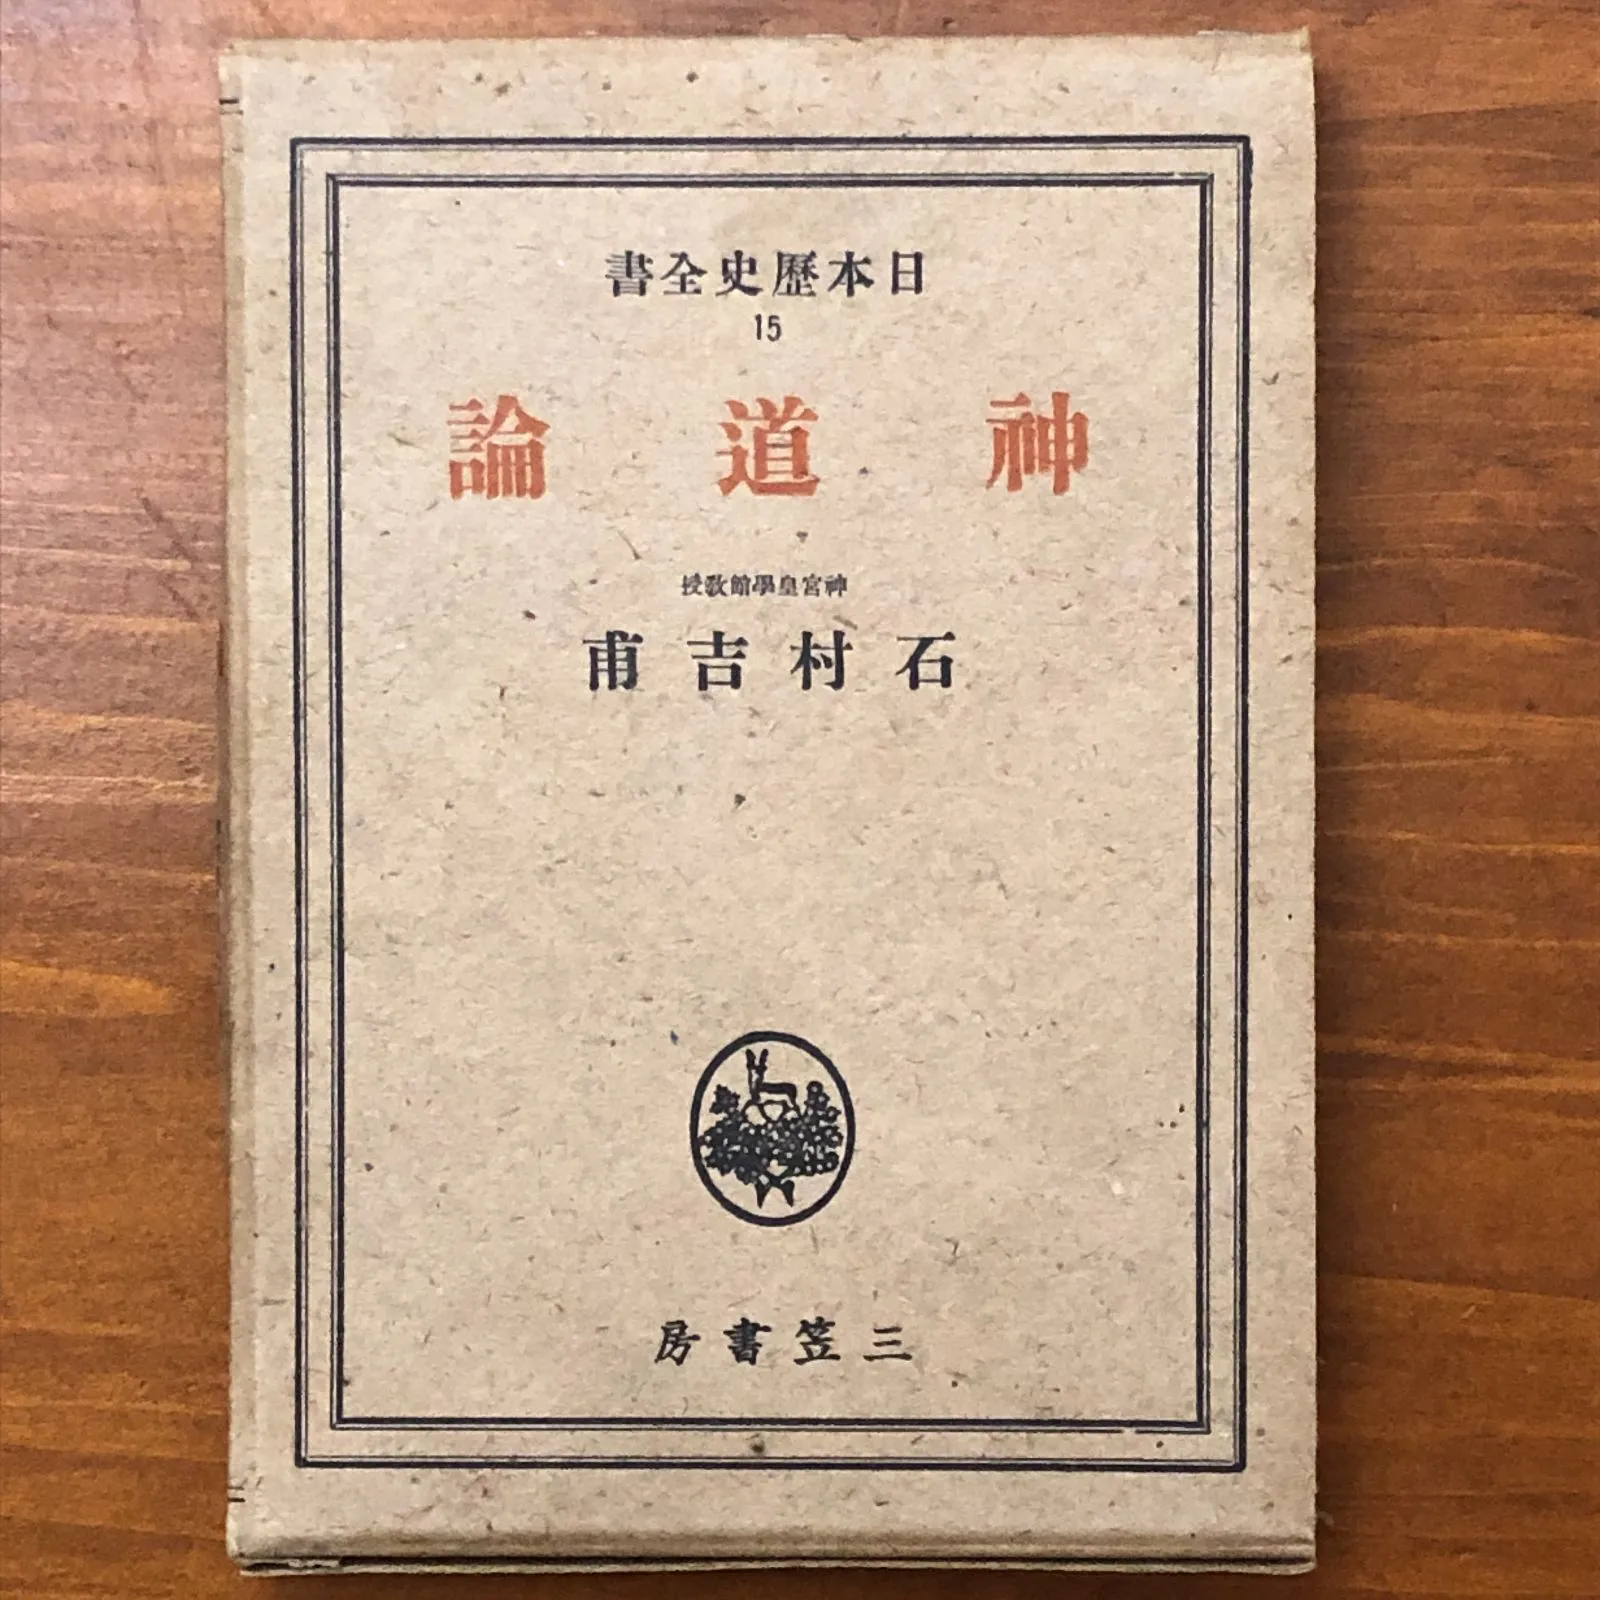 日本歷史全書
15
神道論
神宮皇學館教授
石村吉甫
三笠書房